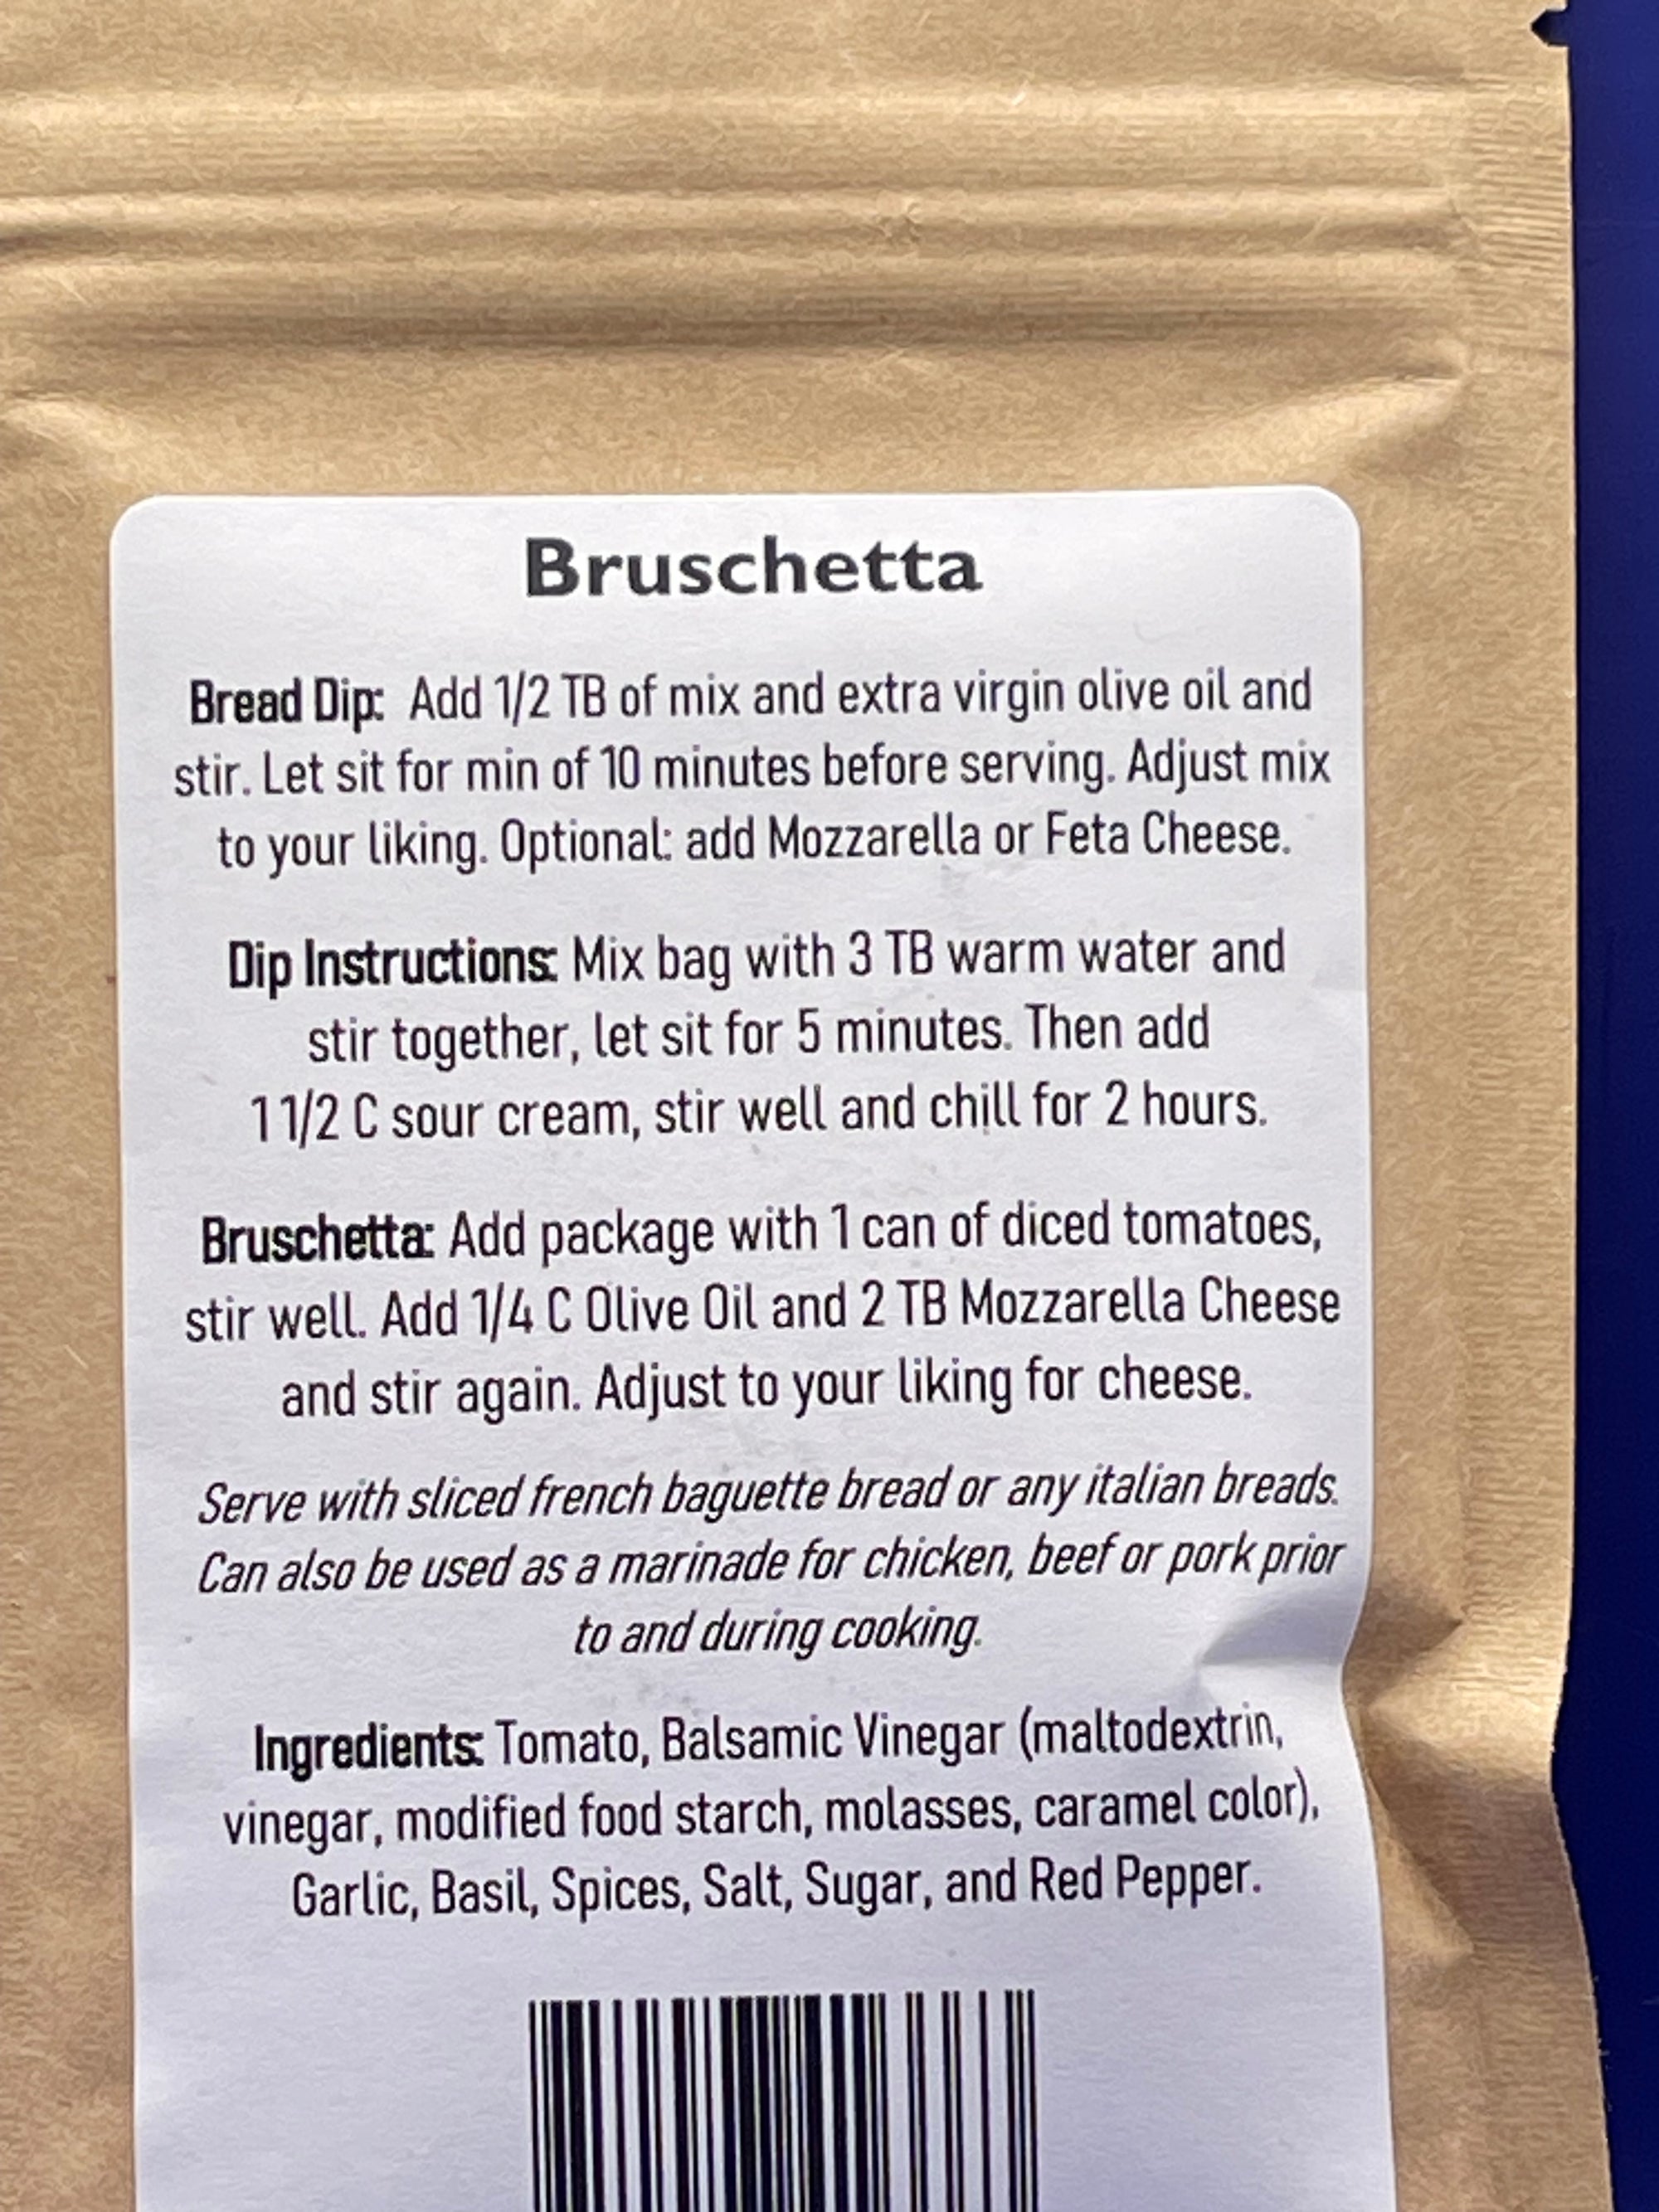 Bruschetta
Bread Dip: Add 1/2 TB of mix and extra virgin olive oil and
stir. Let sit for min of 10 minutes before serving. Adjust mix
to your liking. Optional: add Mozzarella or Feta Cheese.
Dip Instructions: Mix bag with 3 TB warm water and
stir together, let sit for 5 minutes. Then add
1 1/2 C sour cream, stir well and chill for 2 hours.
Bruschetta: Add package with 1 can of diced tomatoes,
stir well. Add 1/4 C Olive Oil and 2 TB Mozzarella Cheese
and stir again. Adjust to your liking for cheese.
Serve with sliced french baguette bread or any italian breads.
Can also be used as a marinade for chicken, beef or pork prior
to and during cooking.
Ingredients: Tomato, Balsamic Vinegar (maltodextrin,
vinegar, modified food starch, molasses, caramel color),
Garlic, Basil, Spices, Salt, Sugar, and Red Pepper.